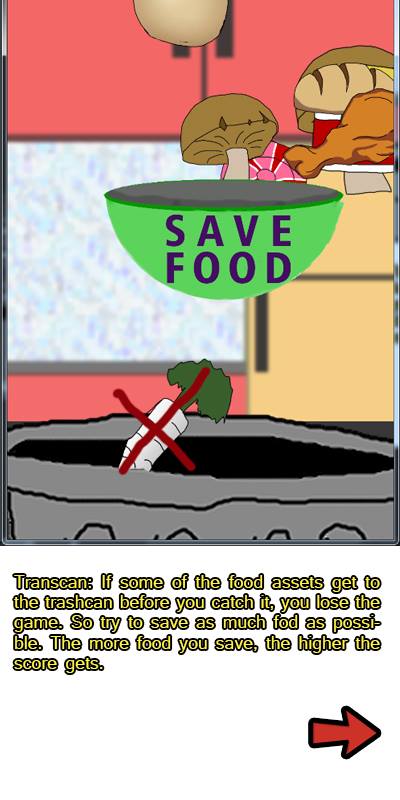 SAVE
FOOD
Transcan: If some of the food assets get to
the trashcan before you catch it, you lose the
game. So try to save as much fod as possi-
ble. The more food you save, the higher the
score gets.